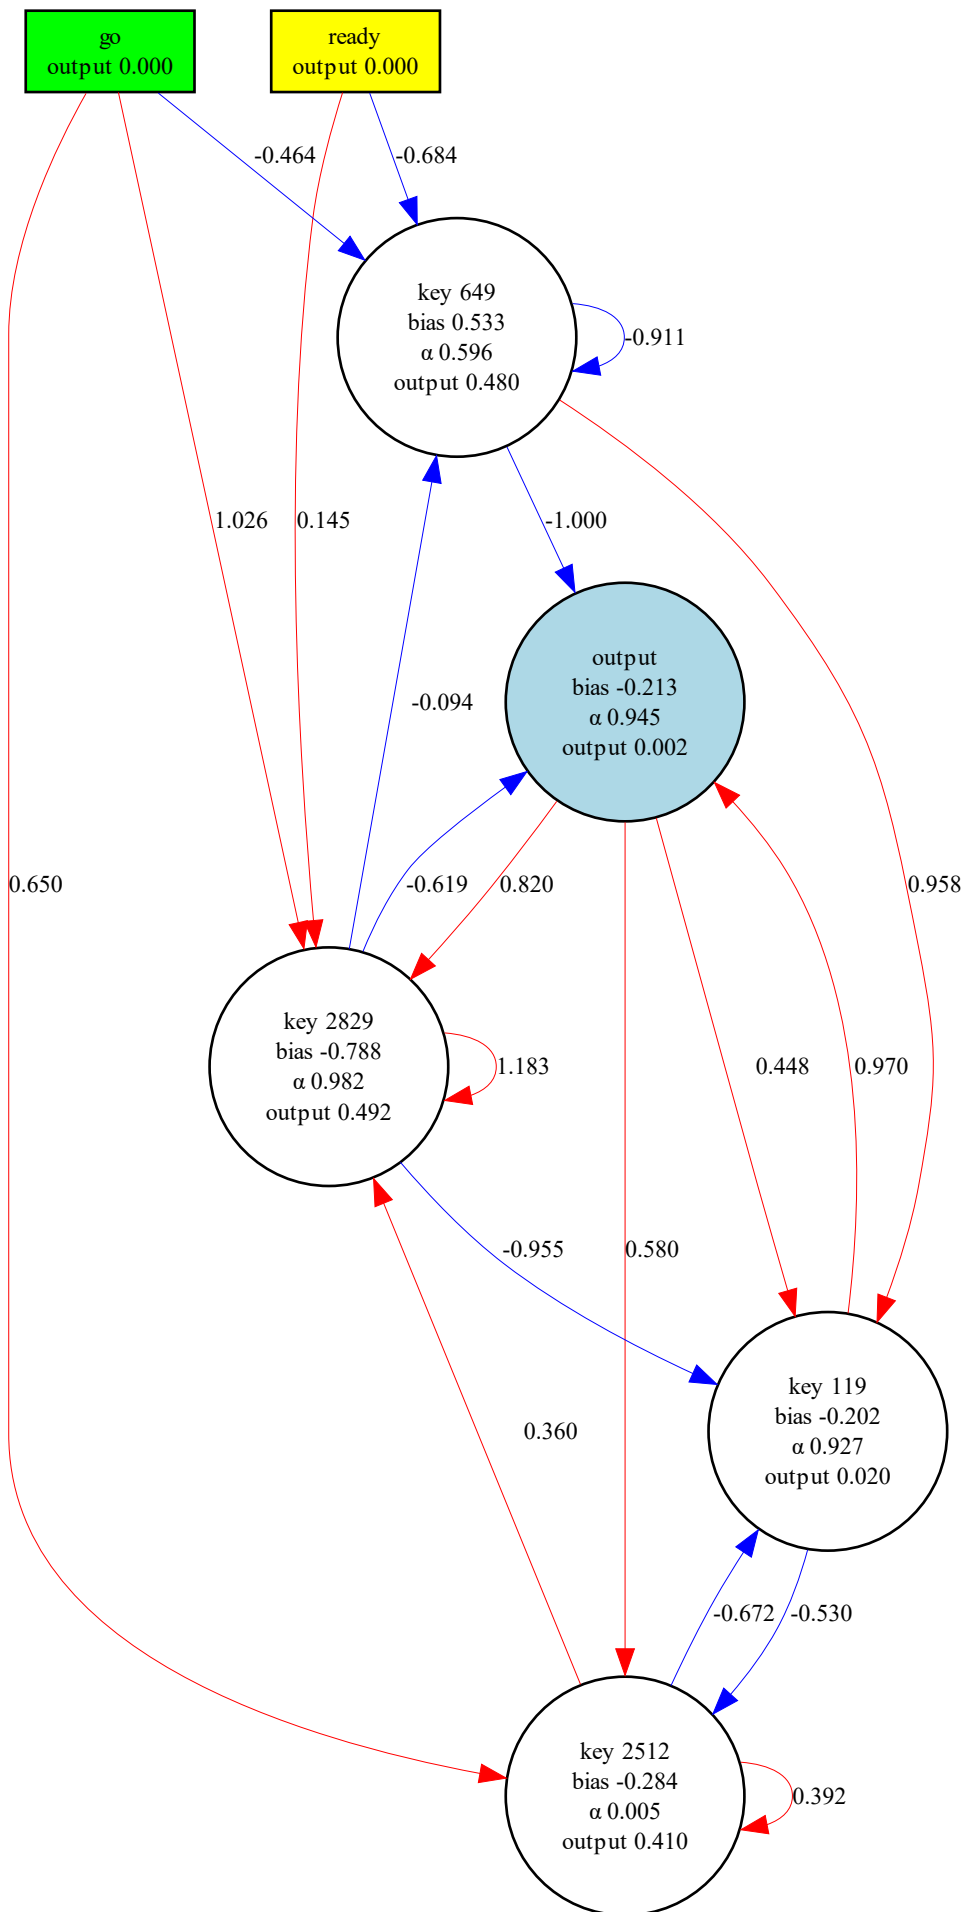 go
output 0.000
ready
output 0.000
-0.464
-0.684
key 649
bias 0.533
α 0.596
output 0.480
-0.911
1.026
0.145
-1.000
output
bias -0.213
α 0.945
output 0.002
-0.094
0.650
-0.619
0.820
0.958
key 2829
bias -0.788
α 0.982
output 0.492
1.183
0.448
0.970
-0.955
0.580
key 119
bias -0.202
α 0.927
output 0.020
0.360
-0.672
-0.530
key 2512
bias -0.284
α 0.005
output 0.410
0.392